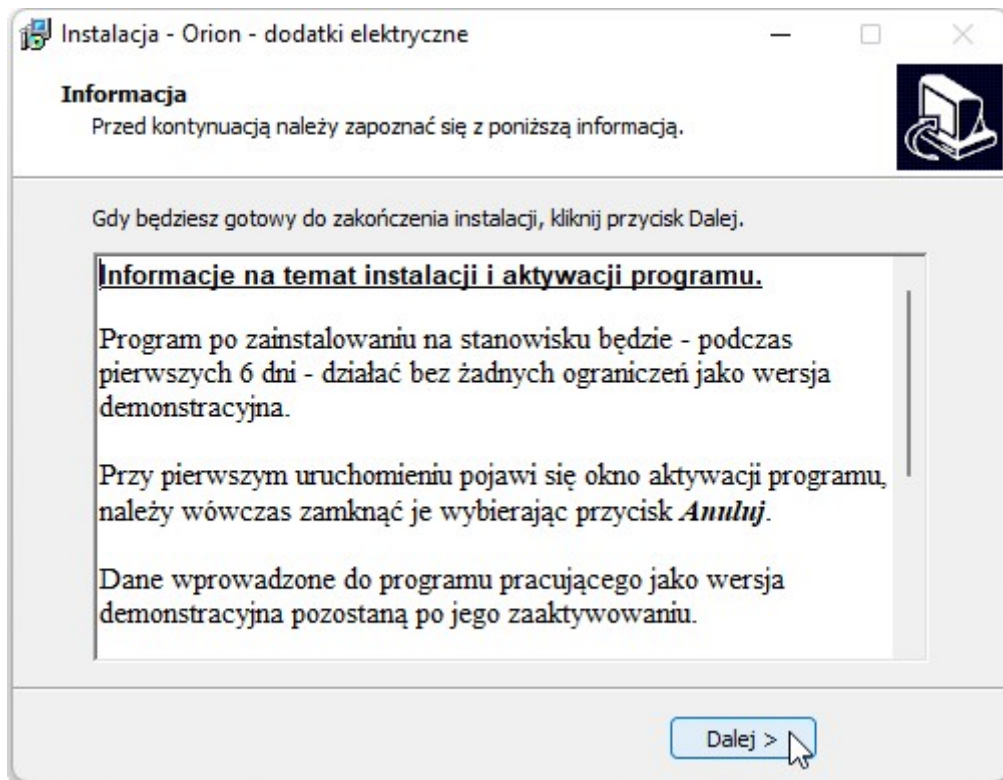 Instalacja - Orion - dodatki elektryczne
Informacja
Przed kontynuacją należy zapoznać się z poniższą informacją.
Gdy będziesz gotowy do zakończenia instalacji, kliknij przycisk Dalej.
Informacje na temat instalacji i aktywacji programu.
Program po zainstalowaniu na stanowisku będzie - podczas
pierwszych 6 dni - działać bez żadnych ograniczeń jako wersja
demonstracyjna.
Przy pierwszym uruchomieniu pojawi się okno aktywacji programu,
należy wówczas zamknąć je wybierając przycisk Anuluj.
Dane wprowadzone do programu pracującego jako wersja
demonstracyjna pozostaną po jego zaaktywowaniu.
Dalej >